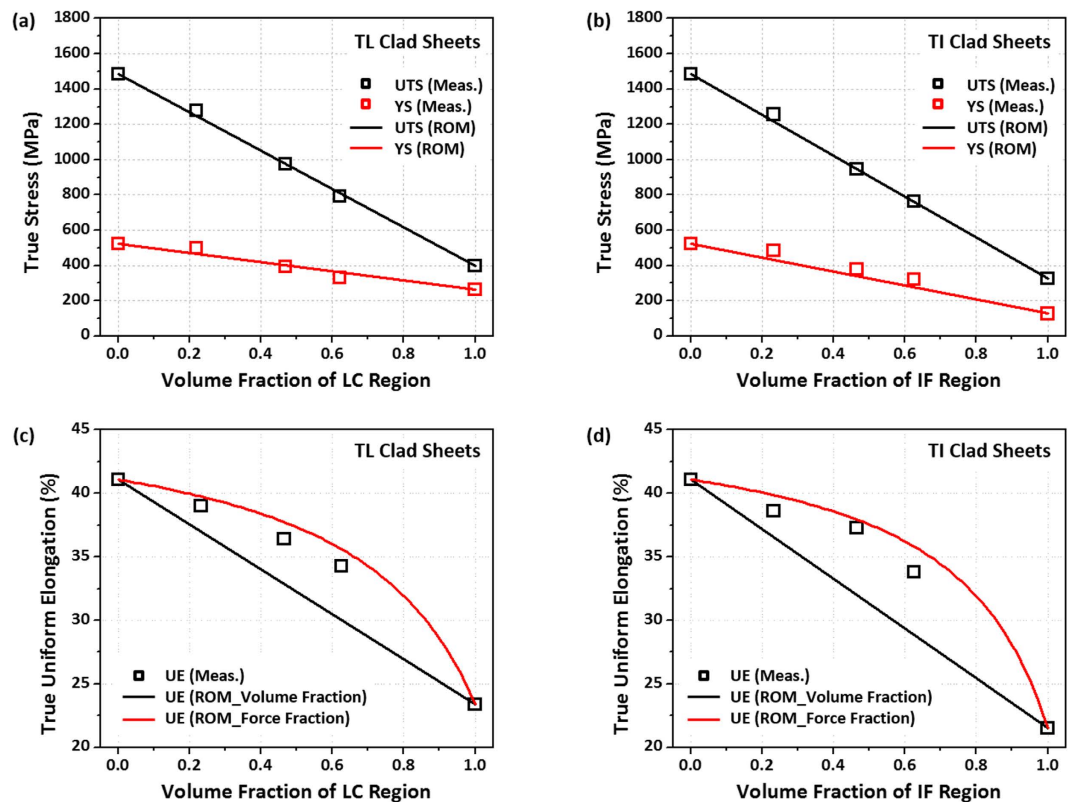 (a)
TL Clad Sheets
UTS (Meas.)
YS (Meas.)
UTS (ROM)
YS (ROM)
True Stress (MPa)
1800
1600
1400
1200
1000
800
600
400
200
0
0.0 0.2 0.4 0.6 0.8 1.0
Volume Fraction of LC Region
(b)
TI Clad Sheets
UTS (Meas.)
YS (Meas.)
UTS (ROM)
YS (ROM)
True Stress (MPa)
1800
1600
1400
1200
1000
800
600
400
200
0
0.0 0.2 0.4 0.6 0.8 1.0
Volume Fraction of IF Region
(c)
TL Clad Sheets
True Uniform Elongation (%)
45
40
35
30
25
20
UE (Meas.)
UE (ROM_Volume Fraction)
UE (ROM_Force Fraction)
0.0 0.2 0.4 0.6 0.8 1.0
Volume Fraction of LC Region
(d)
TI Clad Sheets
True Uniform Elongation (%)
45
40
35
30
25
20
UE (Meas.)
UE (ROM_Volume Fraction)
UE (ROM_Force Fraction)
0.0 0.2 0.4 0.6 0.8 1.0
Volume Fraction of IF Region